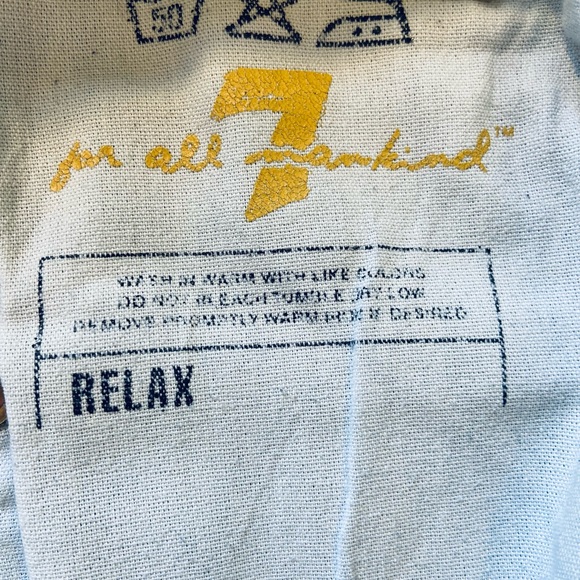 50
7
for all mankind™
WASH IN WARM WITH LIKE COLORS
DO NOT BLEACH TUMBLE DRY LOW
REMOVE PROMPTLY WARM IRON IF DESIRED
RELAX